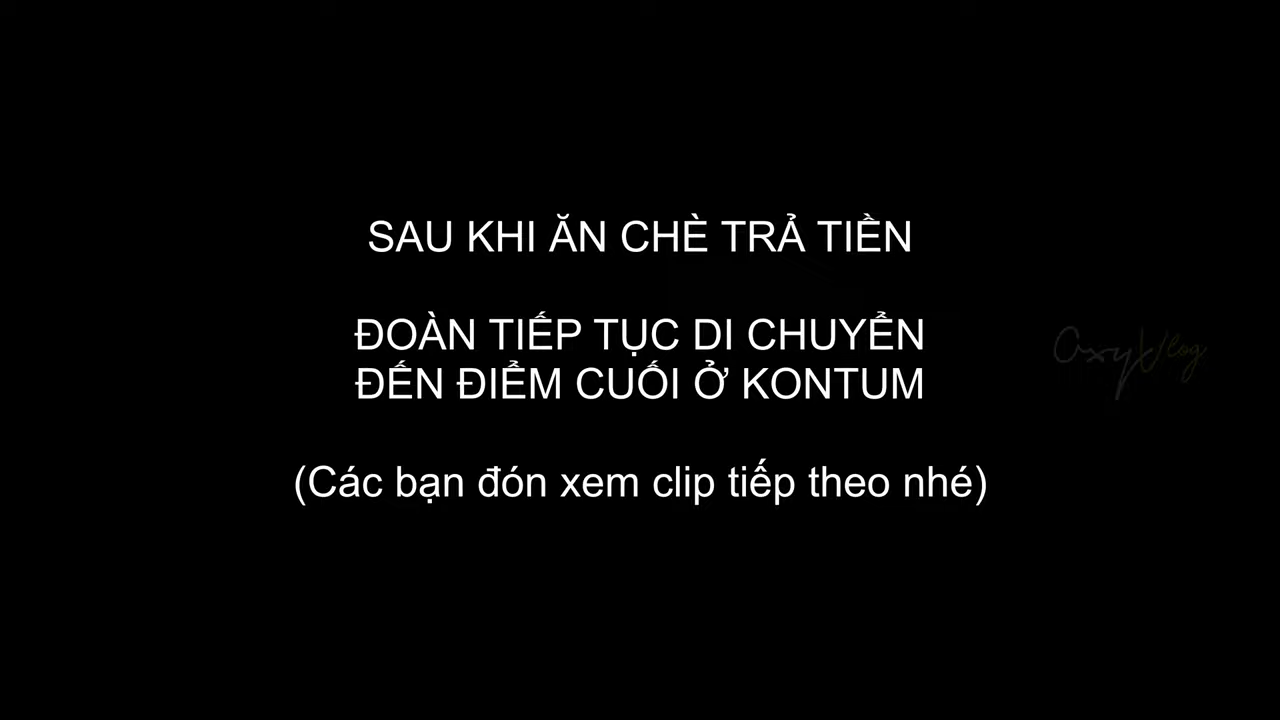 SAU KHI ĂN CHÈ TRẢ TIỀN
ĐOÀN TIẾP TỤC DI CHUYỂN
ĐẾN ĐIỂM CUỐI Ở KONTUM
(Các bạn đón xem clip tiếp theo nhé)